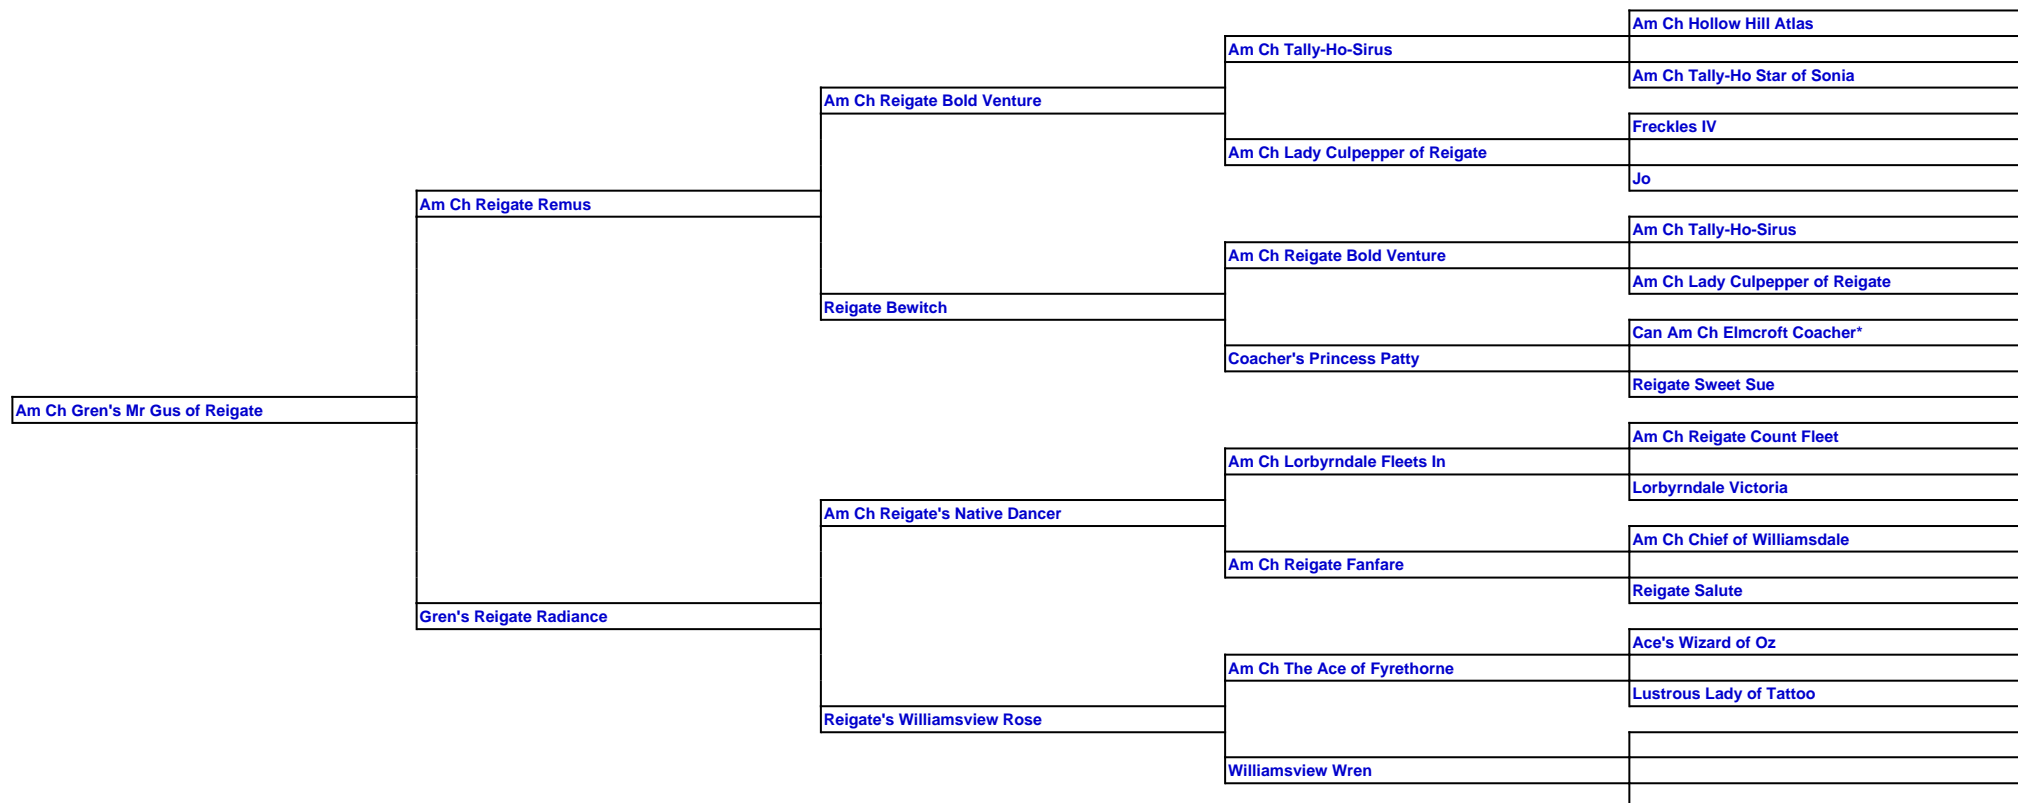 Am Ch Hollow Hill Atlas
Am Ch Tally-Ho-Sirus
Am Ch Tally-Ho Star of Sonia
Am Ch Reigate Bold Venture
Freckles IV
Am Ch Lady Culpepper of Reigate
Jo
Am Ch Reigate Remus
Am Ch Tally-Ho-Sirus
Am Ch Reigate Bold Venture
Am Ch Lady Culpepper of Reigate
Reigate Bewitch
Can Am Ch Elmcroft Coacher*
Coacher's Princess Patty
Reigate Sweet Sue
Am Ch Gren's Mr Gus of Reigate
Am Ch Reigate Count Fleet
Am Ch Lorbyrndale Fleets In
Lorbyrndale Victoria
Am Ch Reigate's Native Dancer
Am Ch Chief of Williamsdale
Am Ch Reigate Fanfare
Reigate Salute
Gren's Reigate Radiance
Ace's Wizard of Oz
Am Ch The Ace of Fyrethorne
Lustrous Lady of Tattoo
Reigate's Williamsview Rose
Williamsview Wren